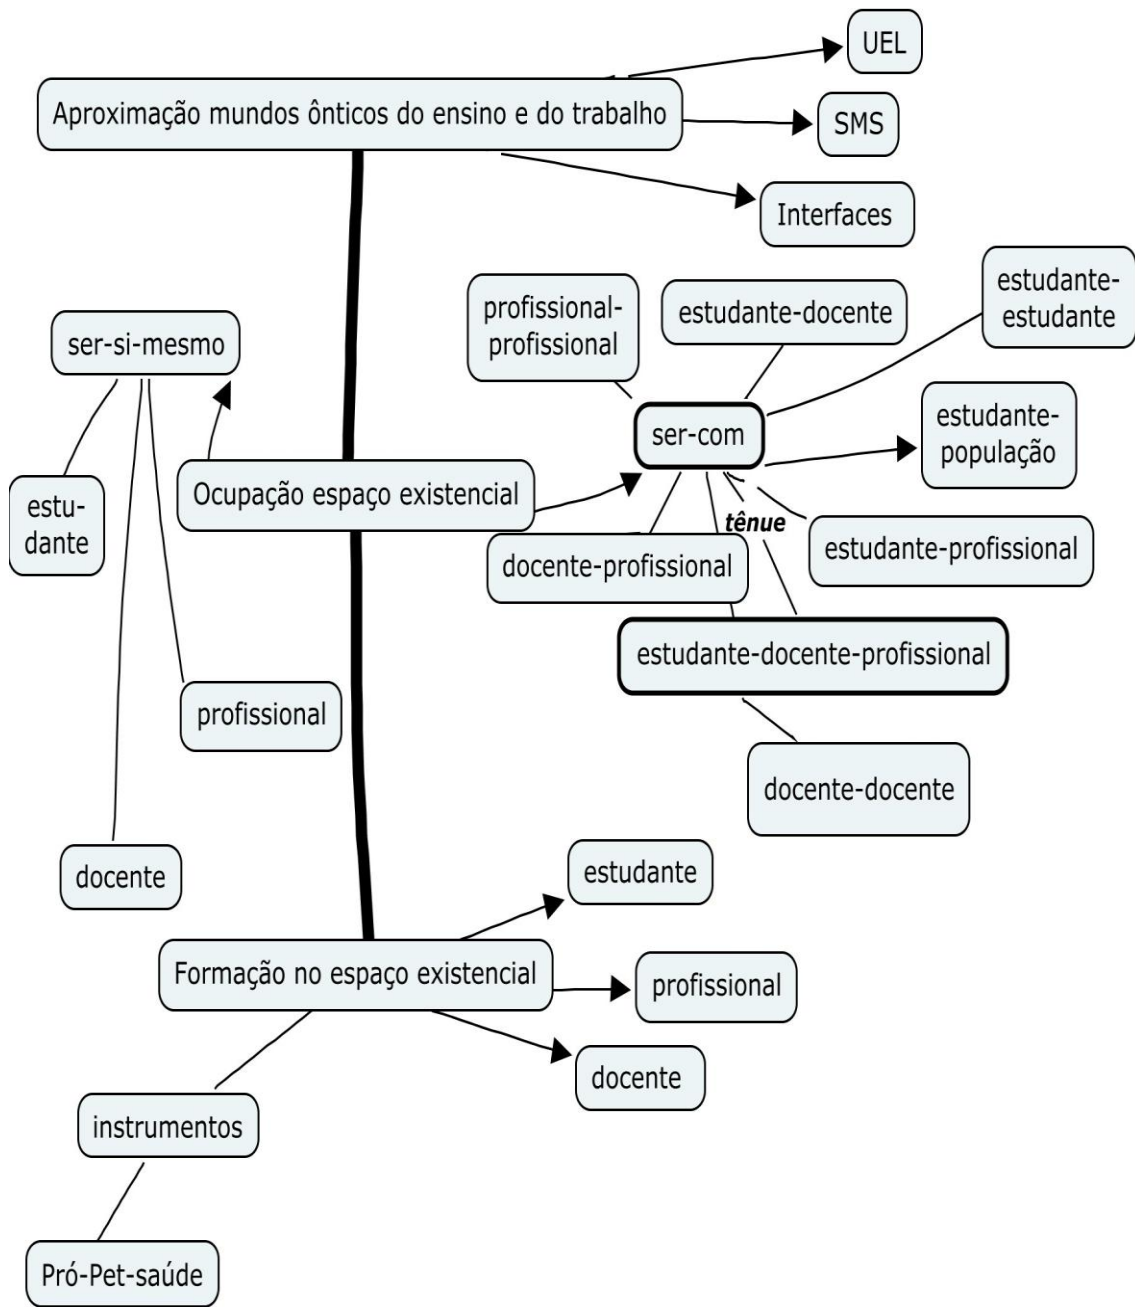 UEL
Aproximação mundos ônticos do ensino e do trabalho
SMS
Interfaces
profissional-
profissional
estudante-docente
estudante-
estudante
ser-si-mesmo
ser-com
estudante-
população
estu-
dante
Ocupação espaço existencial
tênue
docente-profissional
estudante-profissional
estudante-docente-profissional
profissional
docente-docente
docente
estudante
Formação no espaço existencial
profissional
docente
instrumentos
Pró-Pet-saúde